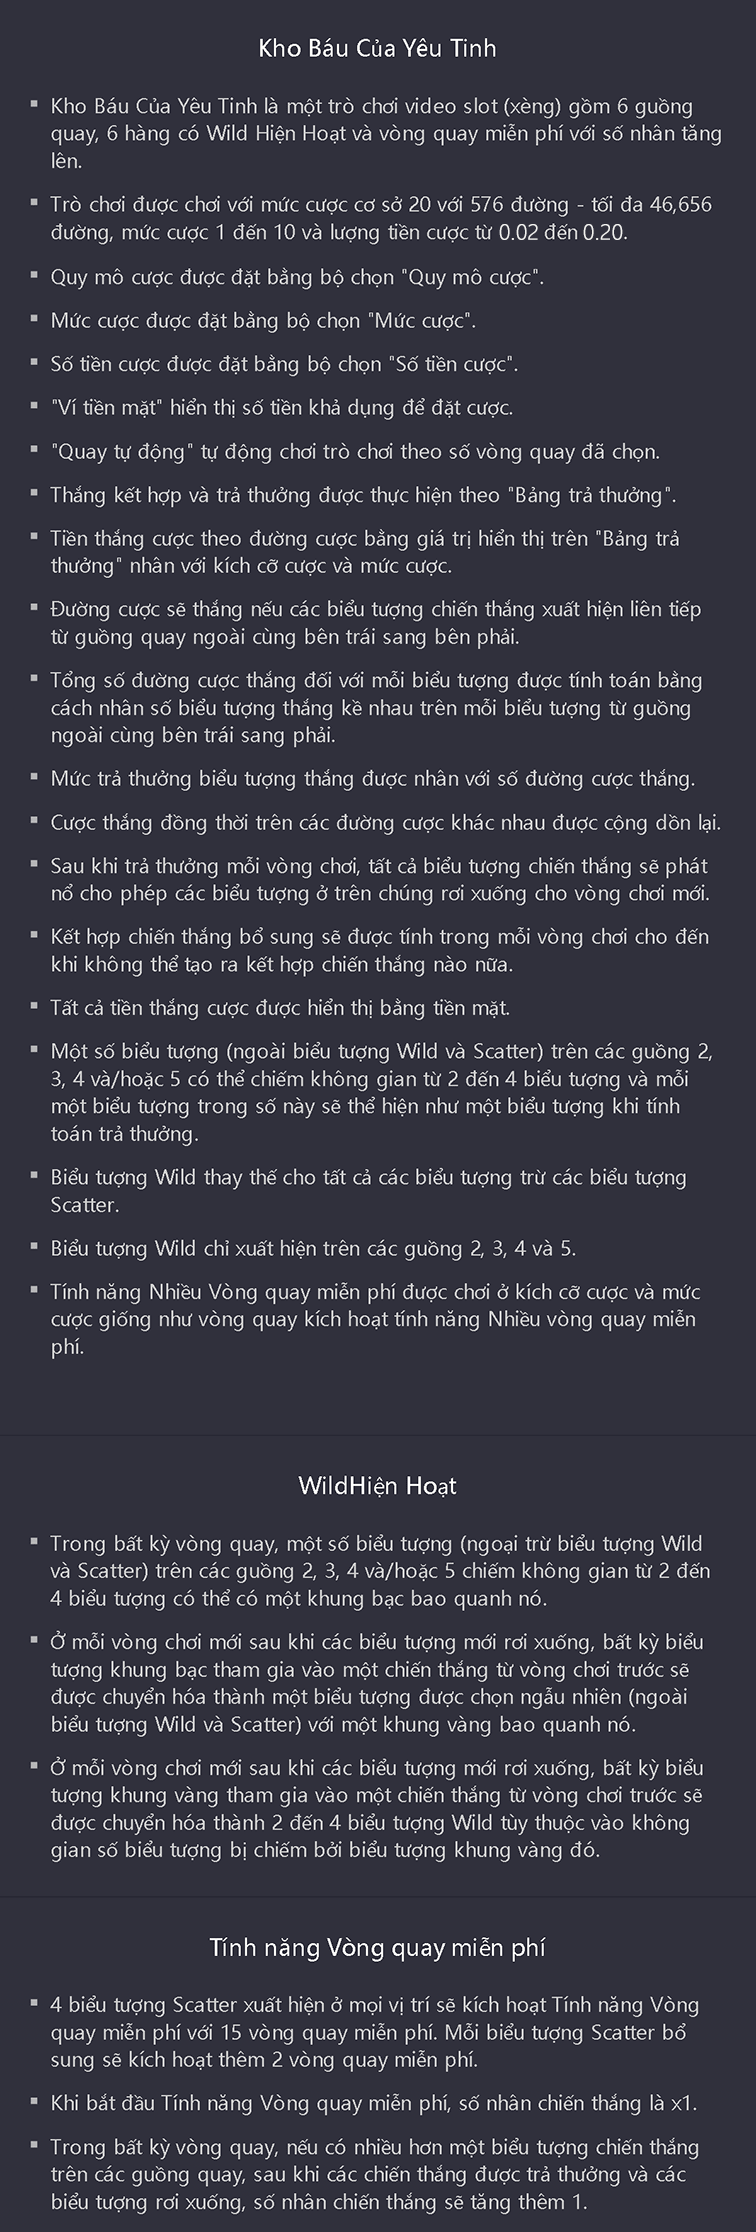 Kho Báu Của Yêu Tinh
▪ Kho Báu Của Yêu Tinh là một trò chơi video slot (xèng) gồm 6 guồng
quay, 6 hàng có Wild Hiện Hoạt và vòng quay miễn phí với số nhân tăng
lên.
▪ Trò chơi được chơi với mức cược cơ sở 20 với 576 đường - tối đa 46,656
đường, mức cược 1 đến 10 và lượng tiền cược từ 0.02 đến 0.20.
▪ Quy mô cược được đặt bằng bộ chọn "Quy mô cược".
▪ Mức cược được đặt bằng bộ chọn "Mức cược".
▪ Số tiền cược được đặt bằng bộ chọn "Số tiền cược".
▪ "Ví tiền mặt" hiển thị số tiền khả dụng để đặt cược.
▪ "Quay tự động" tự động chơi trò chơi theo số vòng quay đã chọn.
▪ Thắng kết hợp và trả thưởng được thực hiện theo "Bảng trả thưởng".
▪ Tiền thắng cược theo đường cược bằng giá trị hiển thị trên "Bảng trả
thưởng" nhân với kích cỡ cược và mức cược.
▪ Đường cược sẽ thắng nếu các biểu tượng chiến thắng xuất hiện liên tiếp
từ guồng quay ngoài cùng bên trái sang bên phải.
▪ Tổng số đường cược thắng đối với mỗi biểu tượng được tính toán bằng
cách nhân số biểu tượng thắng kề nhau trên mỗi biểu tượng từ guồng
ngoài cùng bên trái sang phải.
▪ Mức trả thưởng biểu tượng thắng được nhân với số đường cược thắng.
▪ Cược thắng đồng thời trên các đường cược khác nhau được cộng dồn lại.
▪ Sau khi trả thưởng mỗi vòng chơi, tất cả biểu tượng chiến thắng sẽ phát
nổ cho phép các biểu tượng ở trên chúng rơi xuống cho vòng chơi mới.
▪ Kết hợp chiến thắng bổ sung sẽ được tính trong mỗi vòng chơi cho đến
khi không thể tạo ra kết hợp chiến thắng nào nữa.
▪ Tất cả tiền thắng cược được hiển thị bằng tiền mặt.
▪ Một số biểu tượng (ngoài biểu tượng Wild và Scatter) trên các guồng 2,
3, 4 và/hoặc 5 có thể chiếm không gian từ 2 đến 4 biểu tượng và mỗi
một biểu tượng trong số này sẽ thể hiện như một biểu tượng khi tính
toán trả thưởng.
▪ Biểu tượng Wild thay thế cho tất cả các biểu tượng trừ các biểu tượng
Scatter.
▪ Biểu tượng Wild chỉ xuất hiện trên các guồng 2, 3, 4 và 5.
▪ Tính năng Nhiều Vòng quay miễn phí được chơi ở kích cỡ cược và mức
cược giống như vòng quay kích hoạt tính năng Nhiều vòng quay miễn
phí.
WildHiện Hoạt
▪ Trong bất kỳ vòng quay, một số biểu tượng (ngoại trừ biểu tượng Wild
và Scatter) trên các guồng 2, 3, 4 và/hoặc 5 chiếm không gian từ 2 đến
4 biểu tượng có thể có một khung bạc bao quanh nó.
▪ Ở mỗi vòng chơi mới sau khi các biểu tượng mới rơi xuống, bất kỳ biểu
tượng khung bạc tham gia vào một chiến thắng từ vòng chơi trước sẽ
được chuyển hóa thành một biểu tượng được chọn ngẫu nhiên (ngoài
biểu tượng Wild và Scatter) với một khung vàng bao quanh nó.
▪ Ở mỗi vòng chơi mới sau khi các biểu tượng mới rơi xuống, bất kỳ biểu
tượng khung vàng tham gia vào một chiến thắng từ vòng chơi trước sẽ
được chuyển hóa thành 2 đến 4 biểu tượng Wild tùy thuộc vào không
gian số biểu tượng bị chiếm bởi biểu tượng khung vàng đó.
Tính năng Vòng quay miễn phí
▪ 4 biểu tượng Scatter xuất hiện ở mọi vị trí sẽ kích hoạt Tính năng Vòng
quay miễn phí với 15 vòng quay miễn phí. Mỗi biểu tượng Scatter bổ
sung sẽ kích hoạt thêm 2 vòng quay miễn phí.
▪ Khi bắt đầu Tính năng Vòng quay miễn phí, số nhân chiến thắng là x1.
▪ Trong bất kỳ vòng quay, nếu có nhiều hơn một biểu tượng chiến thắng
trên các guồng quay, sau khi các chiến thắng được trả thưởng và các
biểu tượng rơi xuống, số nhân chiến thắng sẽ tăng thêm 1.